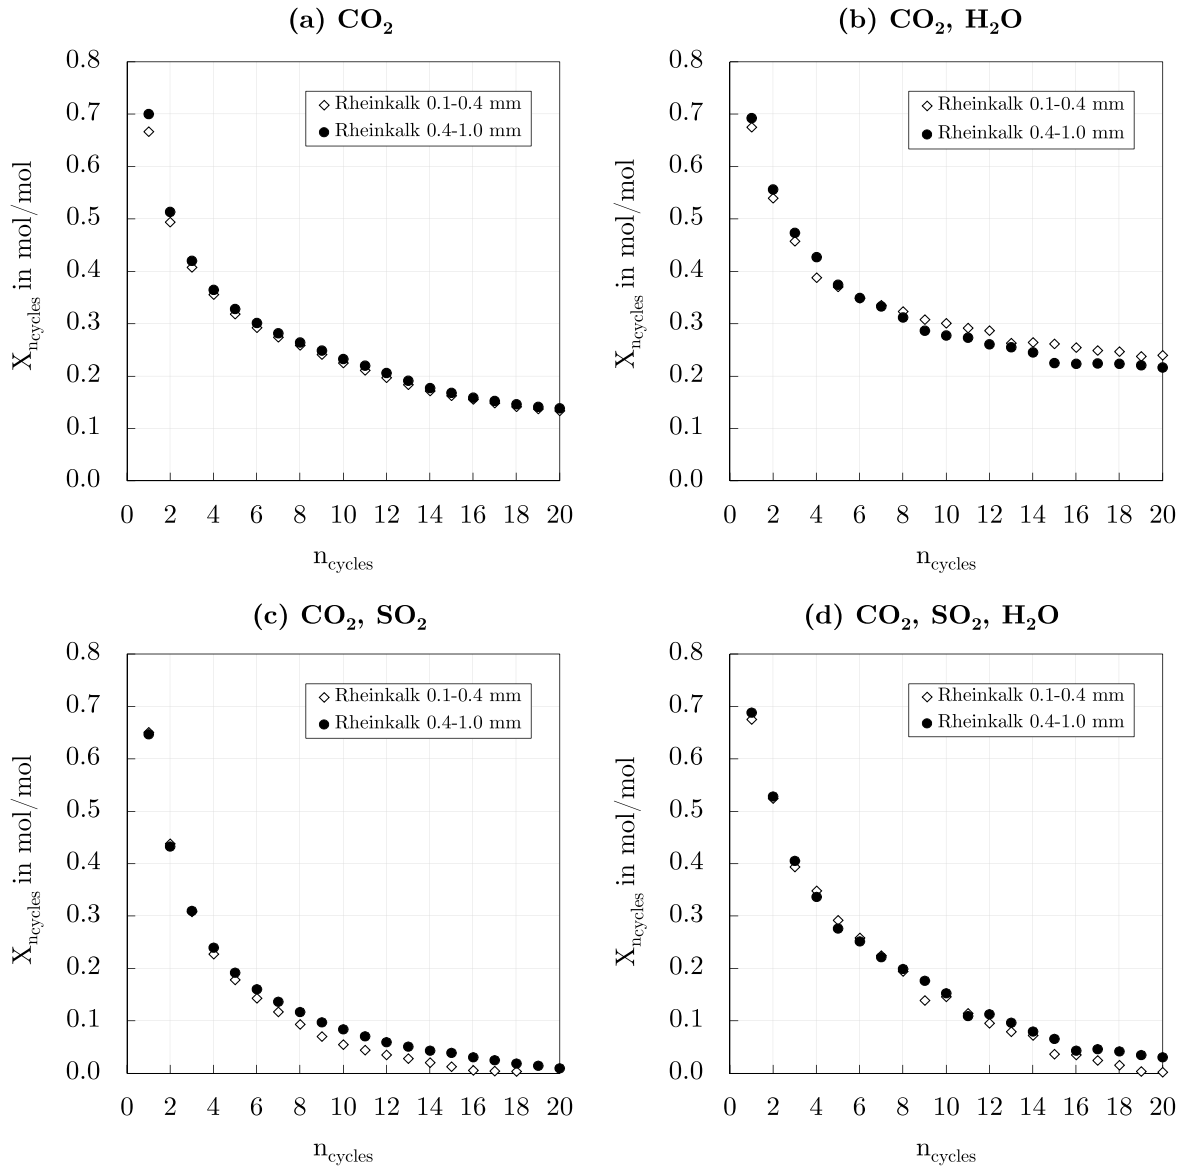 (a) CO₂
0.8
0.7
0.6
0.5
0.4
0.3
0.2
0.1
0.0
X_n_cycles in mol/mol
Rheinkalk 0.1-0.4 mm
Rheinkalk 0.4-1.0 mm
0 2 4 6 8 10 12 14 16 18 20
n_cycles
(b) CO₂, H₂O
0.8
0.7
0.6
0.5
0.4
0.3
0.2
0.1
0.0
X_n_cycles in mol/mol
Rheinkalk 0.1-0.4 mm
Rheinkalk 0.4-1.0 mm
0 2 4 6 8 10 12 14 16 18 20
n_cycles
(c) CO₂, SO₂
0.8
0.7
0.6
0.5
0.4
0.3
0.2
0.1
0.0
X_n_cycles in mol/mol
Rheinkalk 0.1-0.4 mm
Rheinkalk 0.4-1.0 mm
0 2 4 6 8 10 12 14 16 18 20
n_cycles
(d) CO₂, SO₂, H₂O
0.8
0.7
0.6
0.5
0.4
0.3
0.2
0.1
0.0
X_n_cycles in mol/mol
Rheinkalk 0.1-0.4 mm
Rheinkalk 0.4-1.0 mm
0 2 4 6 8 10 12 14 16 18 20
n_cycles